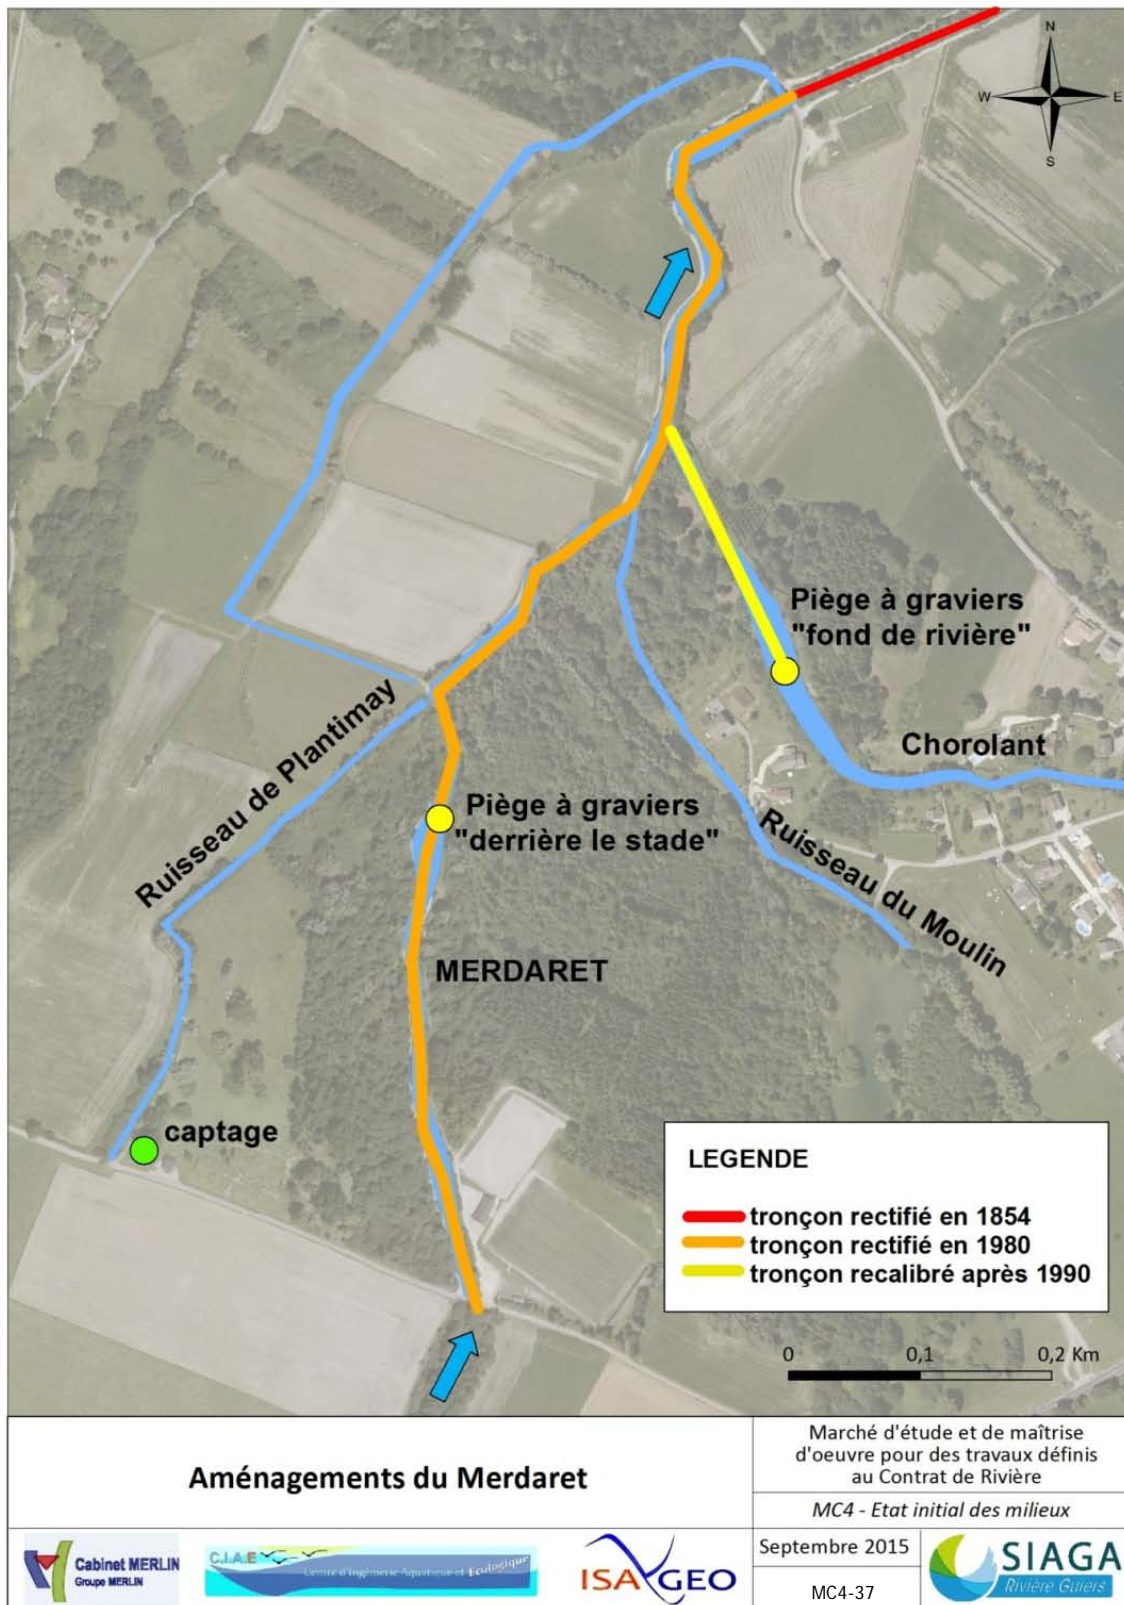 N
W
E
S
Piège à graviers
"fond de rivière"
Chorolant
Ruisseau de Plantimay
Piège à graviers
"derrière le stade"
Ruisseau du Moulin
MERDARET
captage
LEGENDE
tronçon rectifié en 1854
tronçon rectifié en 1980
tronçon recalibré après 1990
0 0,1 0,2 Km
Aménagements du Merdaret
Marché d'étude et de maîtrise
d'oeuvre pour des travaux définis
au Contrat de Rivière
MC4 - Etat initial des milieux
Cabinet MERLIN
Groupe MERLIN
C.I.A.E
Centre d'Ingénierie Aquatique et Ecologique
ISA GEO
Septembre 2015
MC4-37
SIAGA
Rivière Guiers